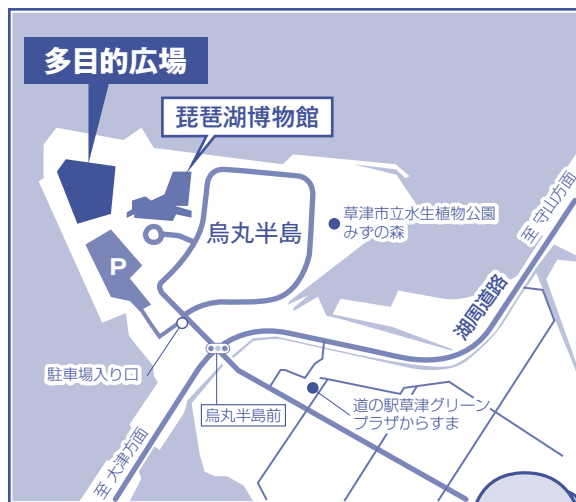 多目的広場
琵琶湖博物館
烏丸半島
草津市立水生植物公園
みずの森
至 守山方面
湖周道路
P
駐車場入り口
烏丸半島前
道の駅草津グリーン
プラザからすま
至 大津方面